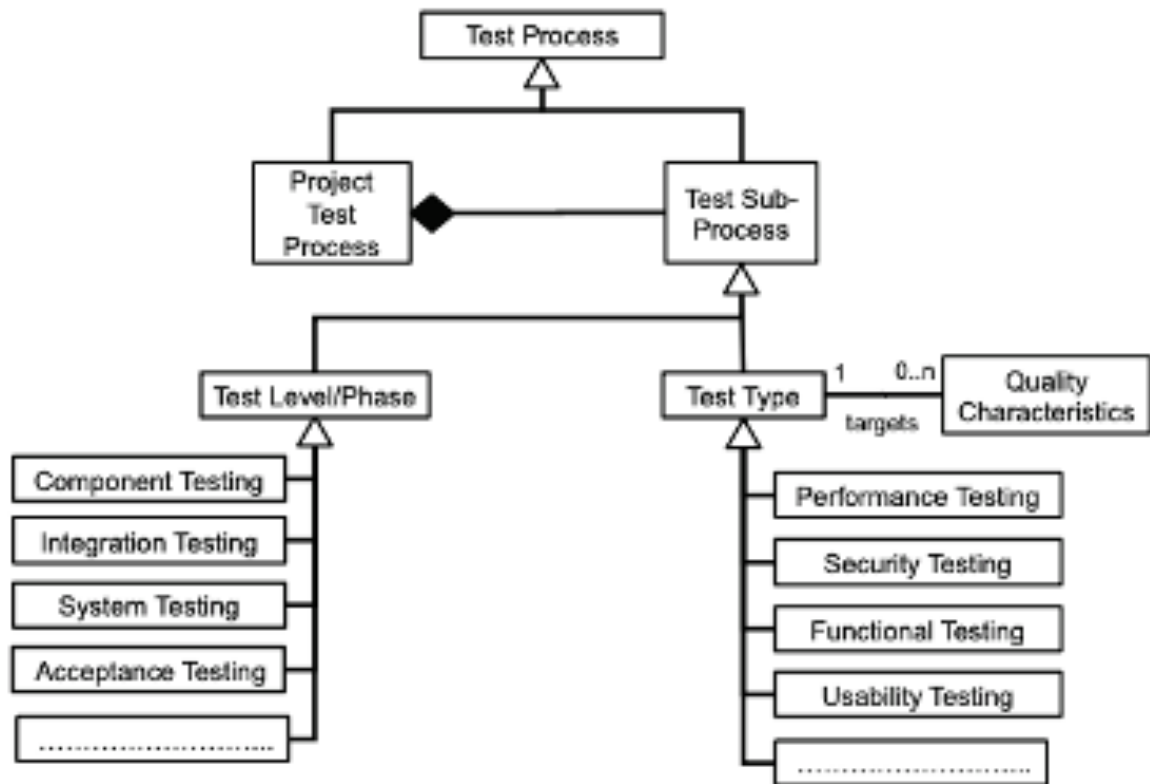 Test Process
Project
Test
Process
Test Sub-
Process
Test Level/Phase
Test Type
1
0..n
targets
Quality
Characteristics
Component Testing
Integration Testing
System Testing
Acceptance Testing
..............................
Performance Testing
Security Testing
Functional Testing
Usability Testing
..............................